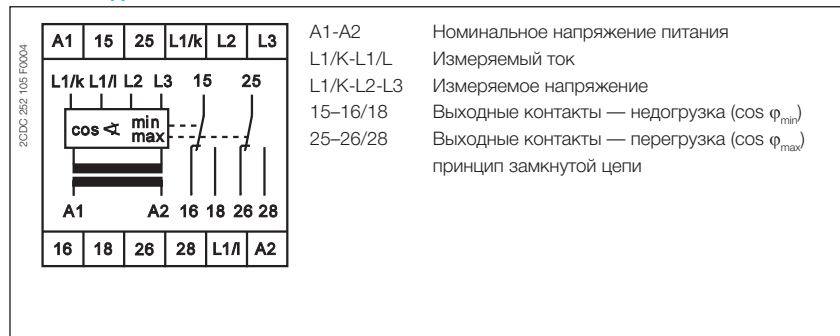 A1 15 25 L1/k L2 L3
2CDC 252 105 F0004
L1/k L1/l L2 L3 15 25
cos ∢ min
max
A1 A2 16 18 26 28
16 18 26 28 L1/l A2
A1-A2 Номинальное напряжение питания
L1/K-L1/L Измеряемый ток
L1/K-L2-L3 Измеряемое напряжение
15–16/18 Выходные контакты — недогрузка (cos φmin)
25–26/28 Выходные контакты — перегрузка (cos φmax)
принцип замкнутой цепи